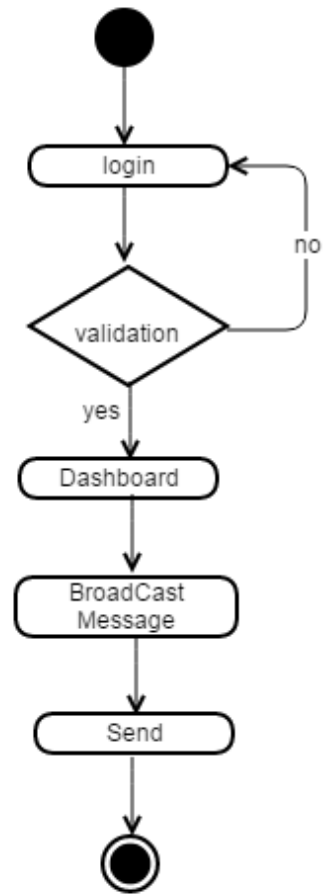 login
no
validation
yes
Dashboard
BroadCast
Message
Send